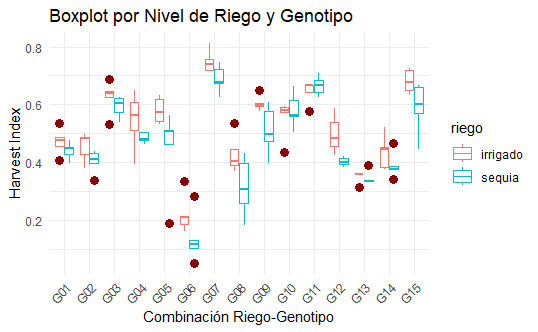 Boxplot por Nivel de Riego y Genotipo
Harvest Index
0.8
0.6
0.4
0.2
G01
G02
G03
G04
G05
G06
G07
G08
G09
G10
G11
G12
G13
G14
G15
Combinación Riego-Genotipo
riego
irrigado
sequia